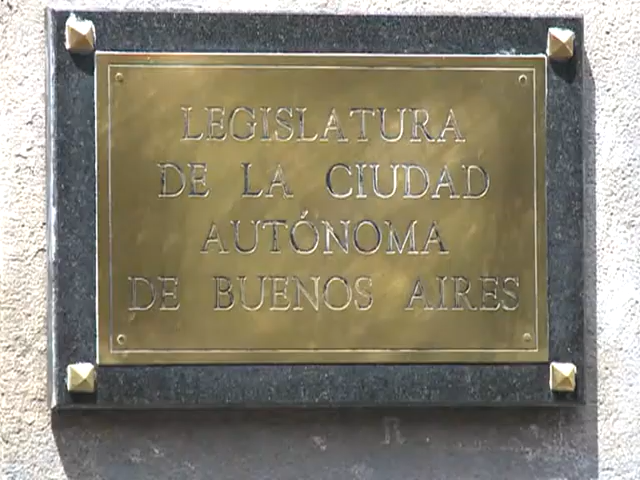 LEGISLATURA
DE LA CIUDAD
AUTÓNOMA
DE BUENOS AIRES